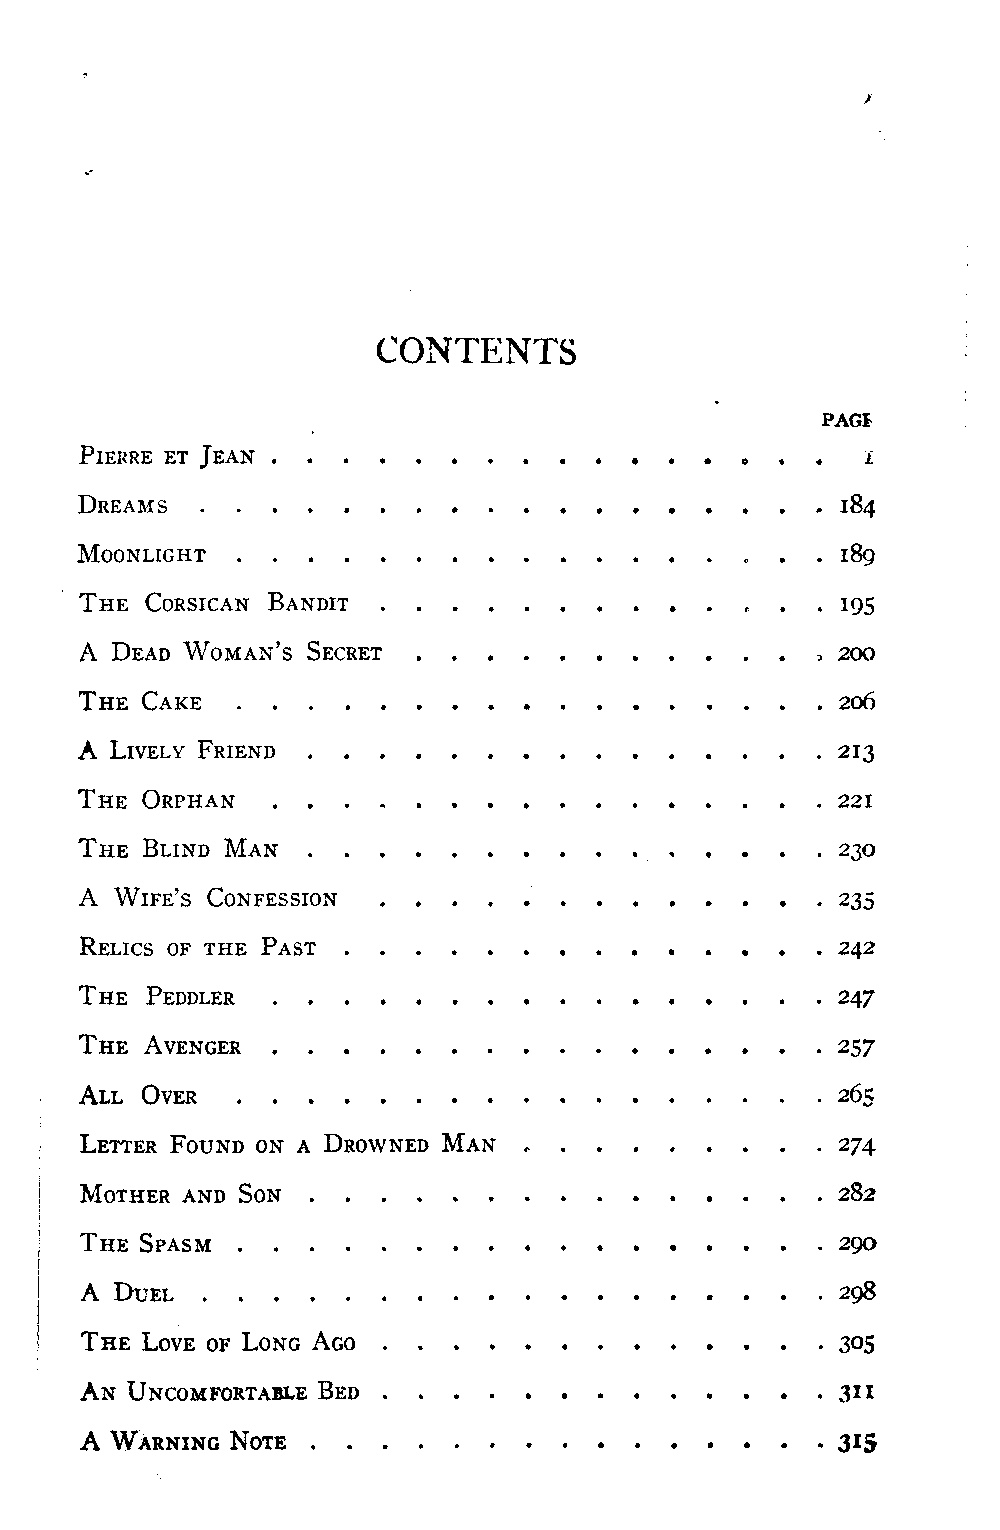 CONTENTS
PAGE
PIERRE ET JEAN . . . . . . . . . . . . . . . . 1
DREAMS . . . . . . . . . . . . . . . . . . 184
MOONLIGHT . . . . . . . . . . . . . . . . . 189
THE CORSICAN BANDIT . . . . . . . . . . . . . 195
A DEAD WOMAN'S SECRET . . . . . . . . . . . . 200
THE CAKE . . . . . . . . . . . . . . . . . 206
A LIVELY FRIEND . . . . . . . . . . . . . . . 213
THE ORPHAN . . . . . . . . . . . . . . . . 221
THE BLIND MAN . . . . . . . . . . . . . . . 230
A WIFE'S CONFESSION . . . . . . . . . . . . . 235
RELICS OF THE PAST . . . . . . . . . . . . . . 242
THE PEDDLER . . . . . . . . . . . . . . . . 247
THE AVENGER . . . . . . . . . . . . . . . . 257
ALL OVER . . . . . . . . . . . . . . . . . 265
LETTER FOUND ON A DROWNED MAN . . . . . . . . . 274
MOTHER AND SON . . . . . . . . . . . . . . . 282
THE SPASM . . . . . . . . . . . . . . . . . 290
A DUEL . . . . . . . . . . . . . . . . . . 298
THE LOVE OF LONG AGO . . . . . . . . . . . . . 305
AN UNCOMFORTABLE BED . . . . . . . . . . . . . 311
A WARNING NOTE . . . . . . . . . . . . . . . 315